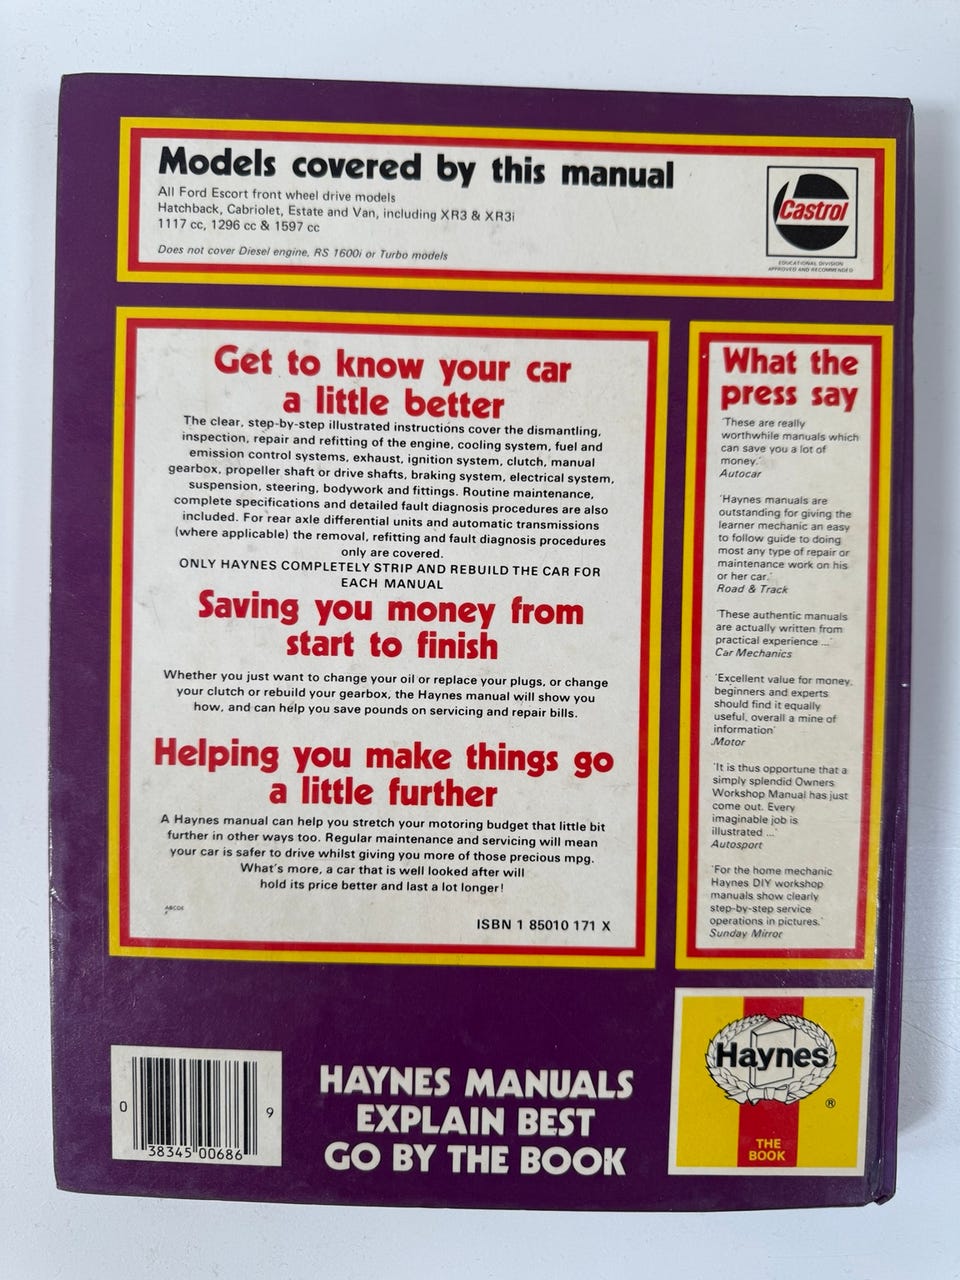 Models covered by this manual
All Ford Escort front wheel drive models
Hatchback, Cabriolet, Estate and Van, including XR3 & XR3i
1117 cc, 1296 cc & 1597 cc
Does not cover Diesel engine, RS 1600i or Turbo models
Castrol
EDUCATIONAL DIVISION
APPROVED AND RECOMMENDED
Get to know your car
a little better
The clear, step-by-step illustrated instructions cover the dismantling,
inspection, repair and refitting of the engine, cooling system, fuel and
emission control systems, exhaust, ignition system, clutch, manual
gearbox, propeller shaft or drive shafts, braking system, electrical system,
suspension, steering, bodywork and fittings. Routine maintenance,
complete specifications and detailed fault diagnosis procedures are also
included. For rear axle differential units and automatic transmissions
(where applicable) the removal, refitting and fault diagnosis procedures
only are covered.
ONLY HAYNES COMPLETELY STRIP AND REBUILD THE CAR FOR
EACH MANUAL
Saving you money from
start to finish
Whether you just want to change your oil or replace your plugs, or change
your clutch or rebuild your gearbox, the Haynes manual will show you
how, and can help you save pounds on servicing and repair bills.
Helping you make things go
a little further
A Haynes manual can help you stretch your motoring budget that little bit
further in other ways too. Regular maintenance and servicing will mean
your car is safer to drive whilst giving you more of those precious mpg.
What's more, a car that is well looked after will
hold its price better and last a lot longer!
ABCDE
F
ISBN 1 85010 171 X
What the
press say
'These are really
worthwhile manuals which
can save you a lot of
money.'
Autocar
'Haynes manuals are
outstanding for giving the
learner mechanic an easy
to follow guide to doing
most any type of repair or
maintenance work on his
or her car.'
Road & Track
'These authentic manuals
are actually written from
practical experience ...'
Car Mechanics
'Excellent value for money,
beginners and experts
should find it equally
useful, overall a mine of
information'
Motor
'It is thus opportune that a
simply splendid Owners
Workshop Manual has just
come out. Every
imaginable job is
illustrated ...'
Autosport
'For the home mechanic
Haynes DIY workshop
manuals show clearly
step-by-step service
operations in pictures.'
Sunday Mirror
0 38345 00686 9
HAYNES MANUALS
EXPLAIN BEST
GO BY THE BOOK
Haynes
®
THE
BOOK